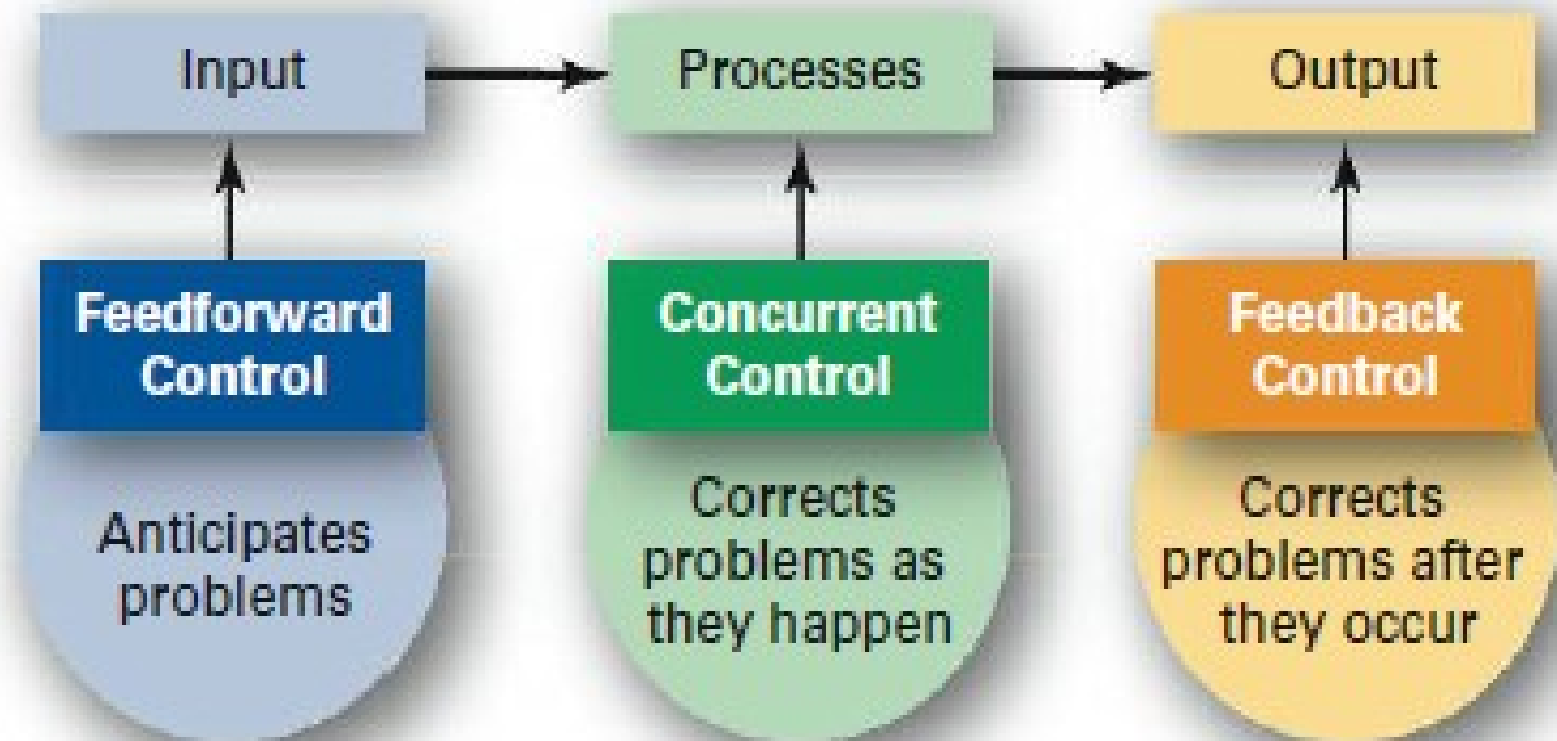 Input
Processes
Output
Feedforward
Control
Concurrent
Control
Feedback
Control
Anticipates
problems
Corrects
problems as
they happen
Corrects
problems after
they occur